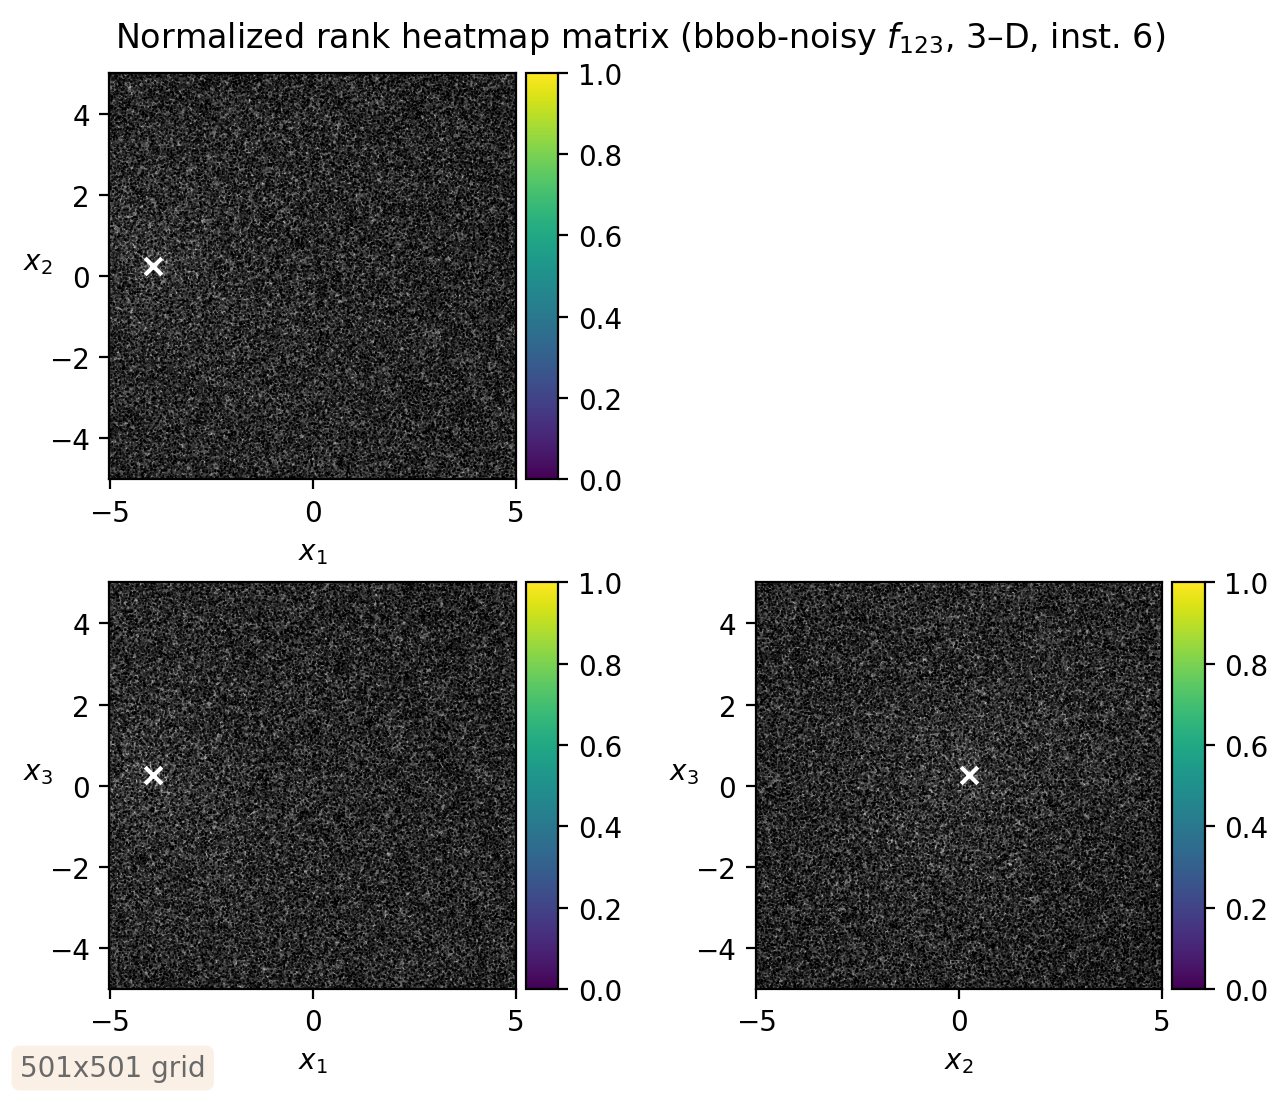 Normalized rank heatmap matrix (bbob-noisy f₁₂₃, 3–D, inst. 6)
1.0
4
0.8
2
0.6
x₂
0
0.4
−2
0.2
−4
0.0
−5 0 5
x₁
1.0 1.0
4 0.8 4 0.8
2 2
0.6 0.6
x₃ 0 x₃ 0
0.4 0.4
−2 −2
0.2 0.2
−4 −4
0.0 0.0
−5 0 5 −5 0 5
501x501 grid x₁ x₂